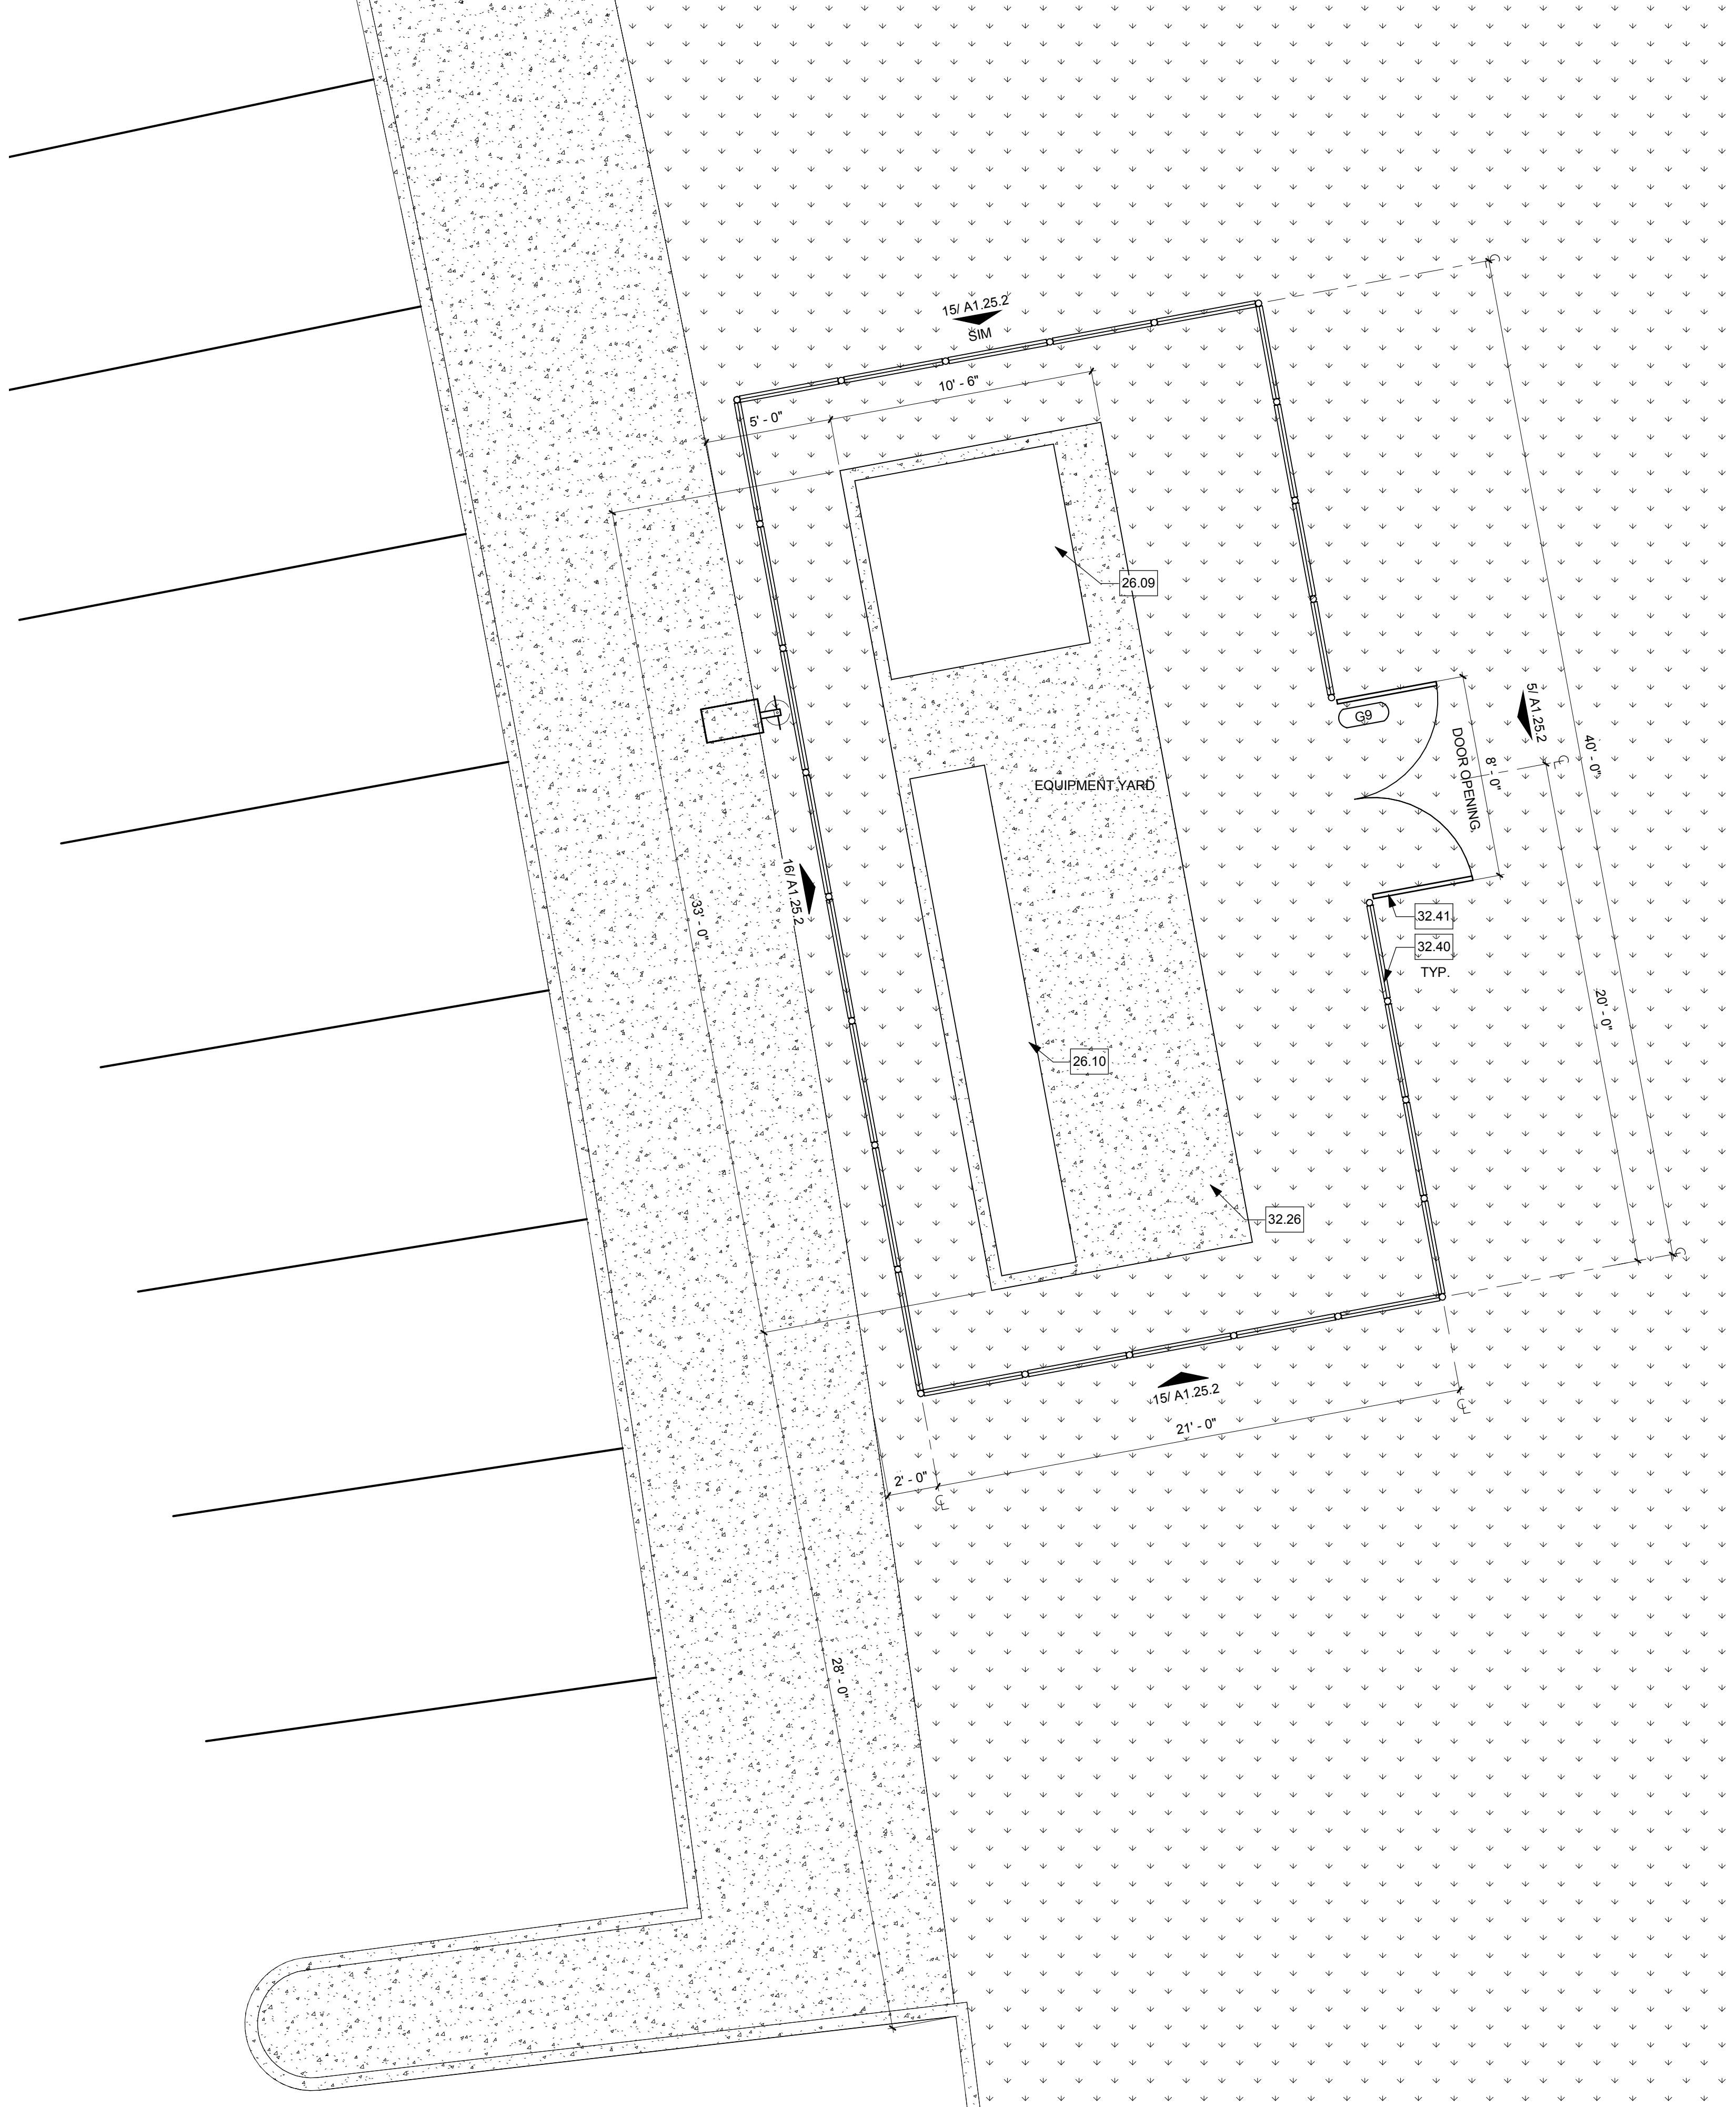 15/ A1.25.2
SIM
10' - 6"
5' - 0"
26.09
G9
5/ A1.25.2
40' - 0"
8' - 0"
DOOR OPENING
EQUIPMENT YARD
16/ A1.25.2
33' - 0"
32.41
32.40
TYP.
20' - 0"
26.10
32.26
15/ A1.25.2
21' - 0"
2' - 0"
28' - 0"